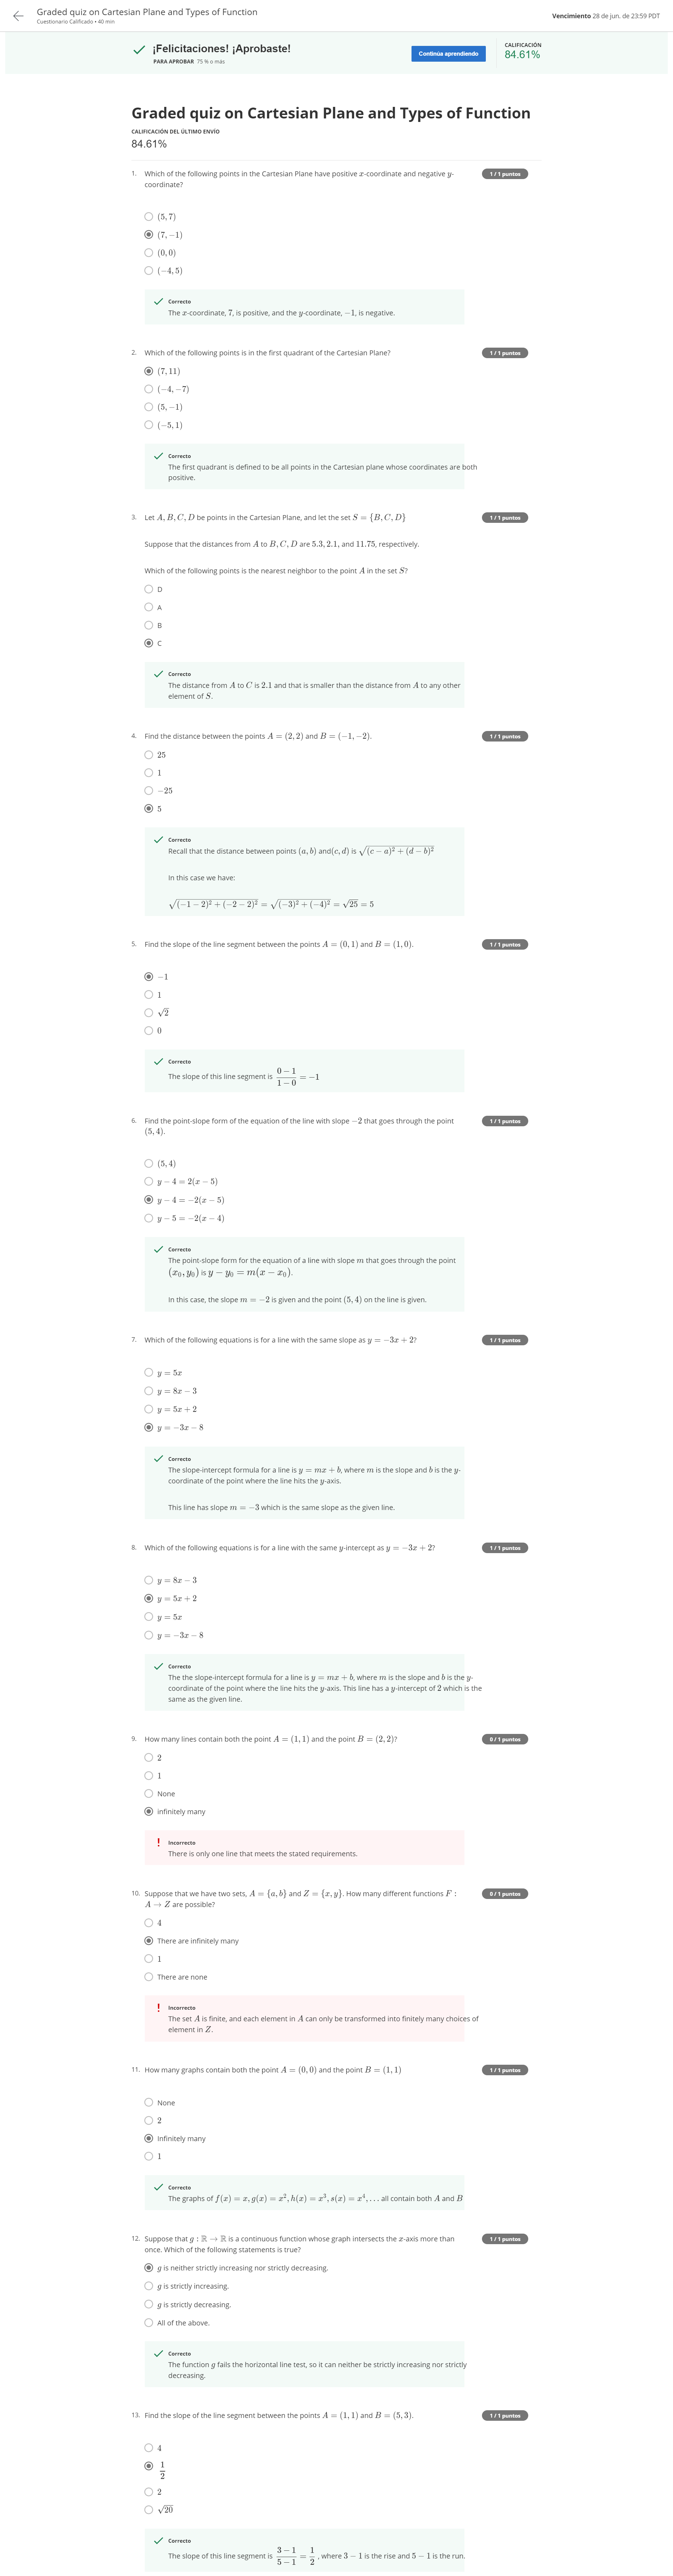 Graded quiz on Cartesian Plane and Types of Function
Cuestionario Calificado • 40 min
Vencimiento 28 de jun. de 23:59 PDT
¡Felicitaciones! ¡Aprobaste!
PARA APROBAR 75 % o más
Continúa aprendiendo
CALIFICACIÓN
84.61%
Graded quiz on Cartesian Plane and Types of Function
CALIFICACIÓN DEL ÚLTIMO ENVÍO
84.61%
1. Which of the following points in the Cartesian Plane have positive x-coordinate and negative y-
coordinate?
1 / 1 puntos
(5, 7)
(7, −1)
(0, 0)
(−4, 5)
Correcto
The x-coordinate, 7, is positive, and the y-coordinate, −1, is negative.
2. Which of the following points is in the first quadrant of the Cartesian Plane?
1 / 1 puntos
(7, 11)
(−4, −7)
(5, −1)
(−5, 1)
Correcto
The first quadrant is defined to be all points in the Cartesian plane whose coordinates are both
positive.
3. Let A, B, C, D be points in the Cartesian Plane, and let the set S = {B, C, D}
1 / 1 puntos
Suppose that the distances from A to B, C, D are 5.3, 2.1, and 11.75, respectively.
Which of the following points is the nearest neighbor to the point A in the set S?
D
A
B
C
Correcto
The distance from A to C is 2.1 and that is smaller than the distance from A to any other
element of S.
4. Find the distance between the points A = (2, 2) and B = (−1, −2).
1 / 1 puntos
25
1
−25
5
Correcto
Recall that the distance between points (a, b) and(c, d) is √(c − a)² + (d − b)²
In this case we have:
√(−1 − 2)² + (−2 − 2)² = √(−3)² + (−4)² = √25 = 5
5. Find the slope of the line segment between the points A = (0, 1) and B = (1, 0).
1 / 1 puntos
−1
1
√2
0
Correcto
The slope of this line segment is (0 − 1)/(1 − 0) = −1
6. Find the point-slope form of the equation of the line with slope −2 that goes through the point
(5, 4).
1 / 1 puntos
(5, 4)
y − 4 = 2(x − 5)
y − 4 = −2(x − 5)
y − 5 = −2(x − 4)
Correcto
The point-slope form for the equation of a line with slope m that goes through the point
(x₀, y₀) is y − y₀ = m(x − x₀).
In this case, the slope m = −2 is given and the point (5, 4) on the line is given.
7. Which of the following equations is for a line with the same slope as y = −3x + 2?
1 / 1 puntos
y = 5x
y = 8x − 3
y = 5x + 2
y = −3x − 8
Correcto
The slope-intercept formula for a line is y = mx + b, where m is the slope and b is the y-
coordinate of the point where the line hits the y-axis.
This line has slope m = −3 which is the same slope as the given line.
8. Which of the following equations is for a line with the same y-intercept as y = −3x + 2?
1 / 1 puntos
y = 8x − 3
y = 5x + 2
y = 5x
y = −3x − 8
Correcto
The the slope-intercept formula for a line is y = mx + b, where m is the slope and b is the y-
coordinate of the point where the line hits the y-axis. This line has a y-intercept of 2 which is the
same as the given line.
9. How many lines contain both the point A = (1, 1) and the point B = (2, 2)?
0 / 1 puntos
2
1
None
infinitely many
Incorrecto
There is only one line that meets the stated requirements.
10. Suppose that we have two sets, A = {a, b} and Z = {x, y}. How many different functions F :
A → Z are possible?
0 / 1 puntos
4
There are infinitely many
1
There are none
Incorrecto
The set A is finite, and each element in A can only be transformed into finitely many choices of
element in Z.
11. How many graphs contain both the point A = (0, 0) and the point B = (1, 1)
1 / 1 puntos
None
2
Infinitely many
1
Correcto
The graphs of f(x) = x, g(x) = x², h(x) = x³, s(x) = x⁴, . . . all contain both A and B
12. Suppose that g : ℝ → ℝ is a continuous function whose graph intersects the x-axis more than
once. Which of the following statements is true?
1 / 1 puntos
g is neither strictly increasing nor strictly decreasing.
g is strictly increasing.
g is strictly decreasing.
All of the above.
Correcto
The function g fails the horizontal line test, so it can neither be strictly increasing nor strictly
decreasing.
13. Find the slope of the line segment between the points A = (1, 1) and B = (5, 3).
1 / 1 puntos
4
1/2
2
√20
Correcto
The slope of this line segment is (3 − 1)/(5 − 1) = 1/2 , where 3 − 1 is the rise and 5 − 1 is the run.